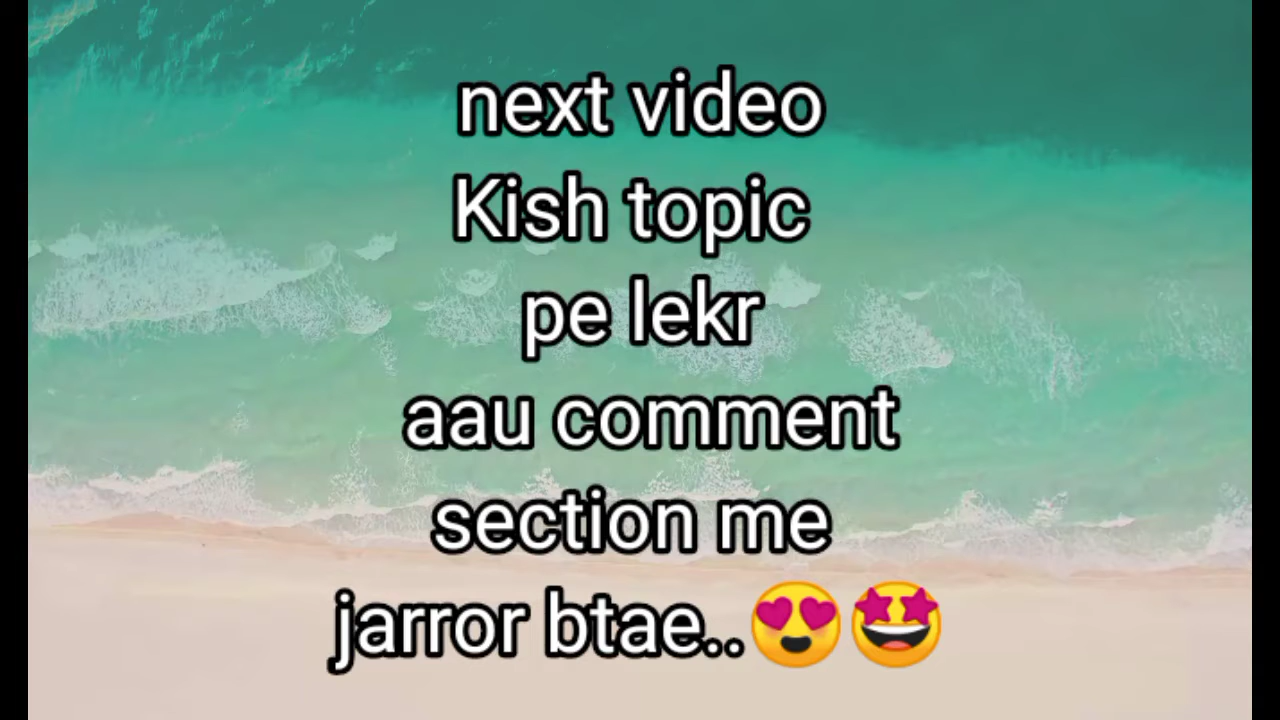 next video
Kish topic
pe lekr
aau comment
section me
jarror btae..😍🤩